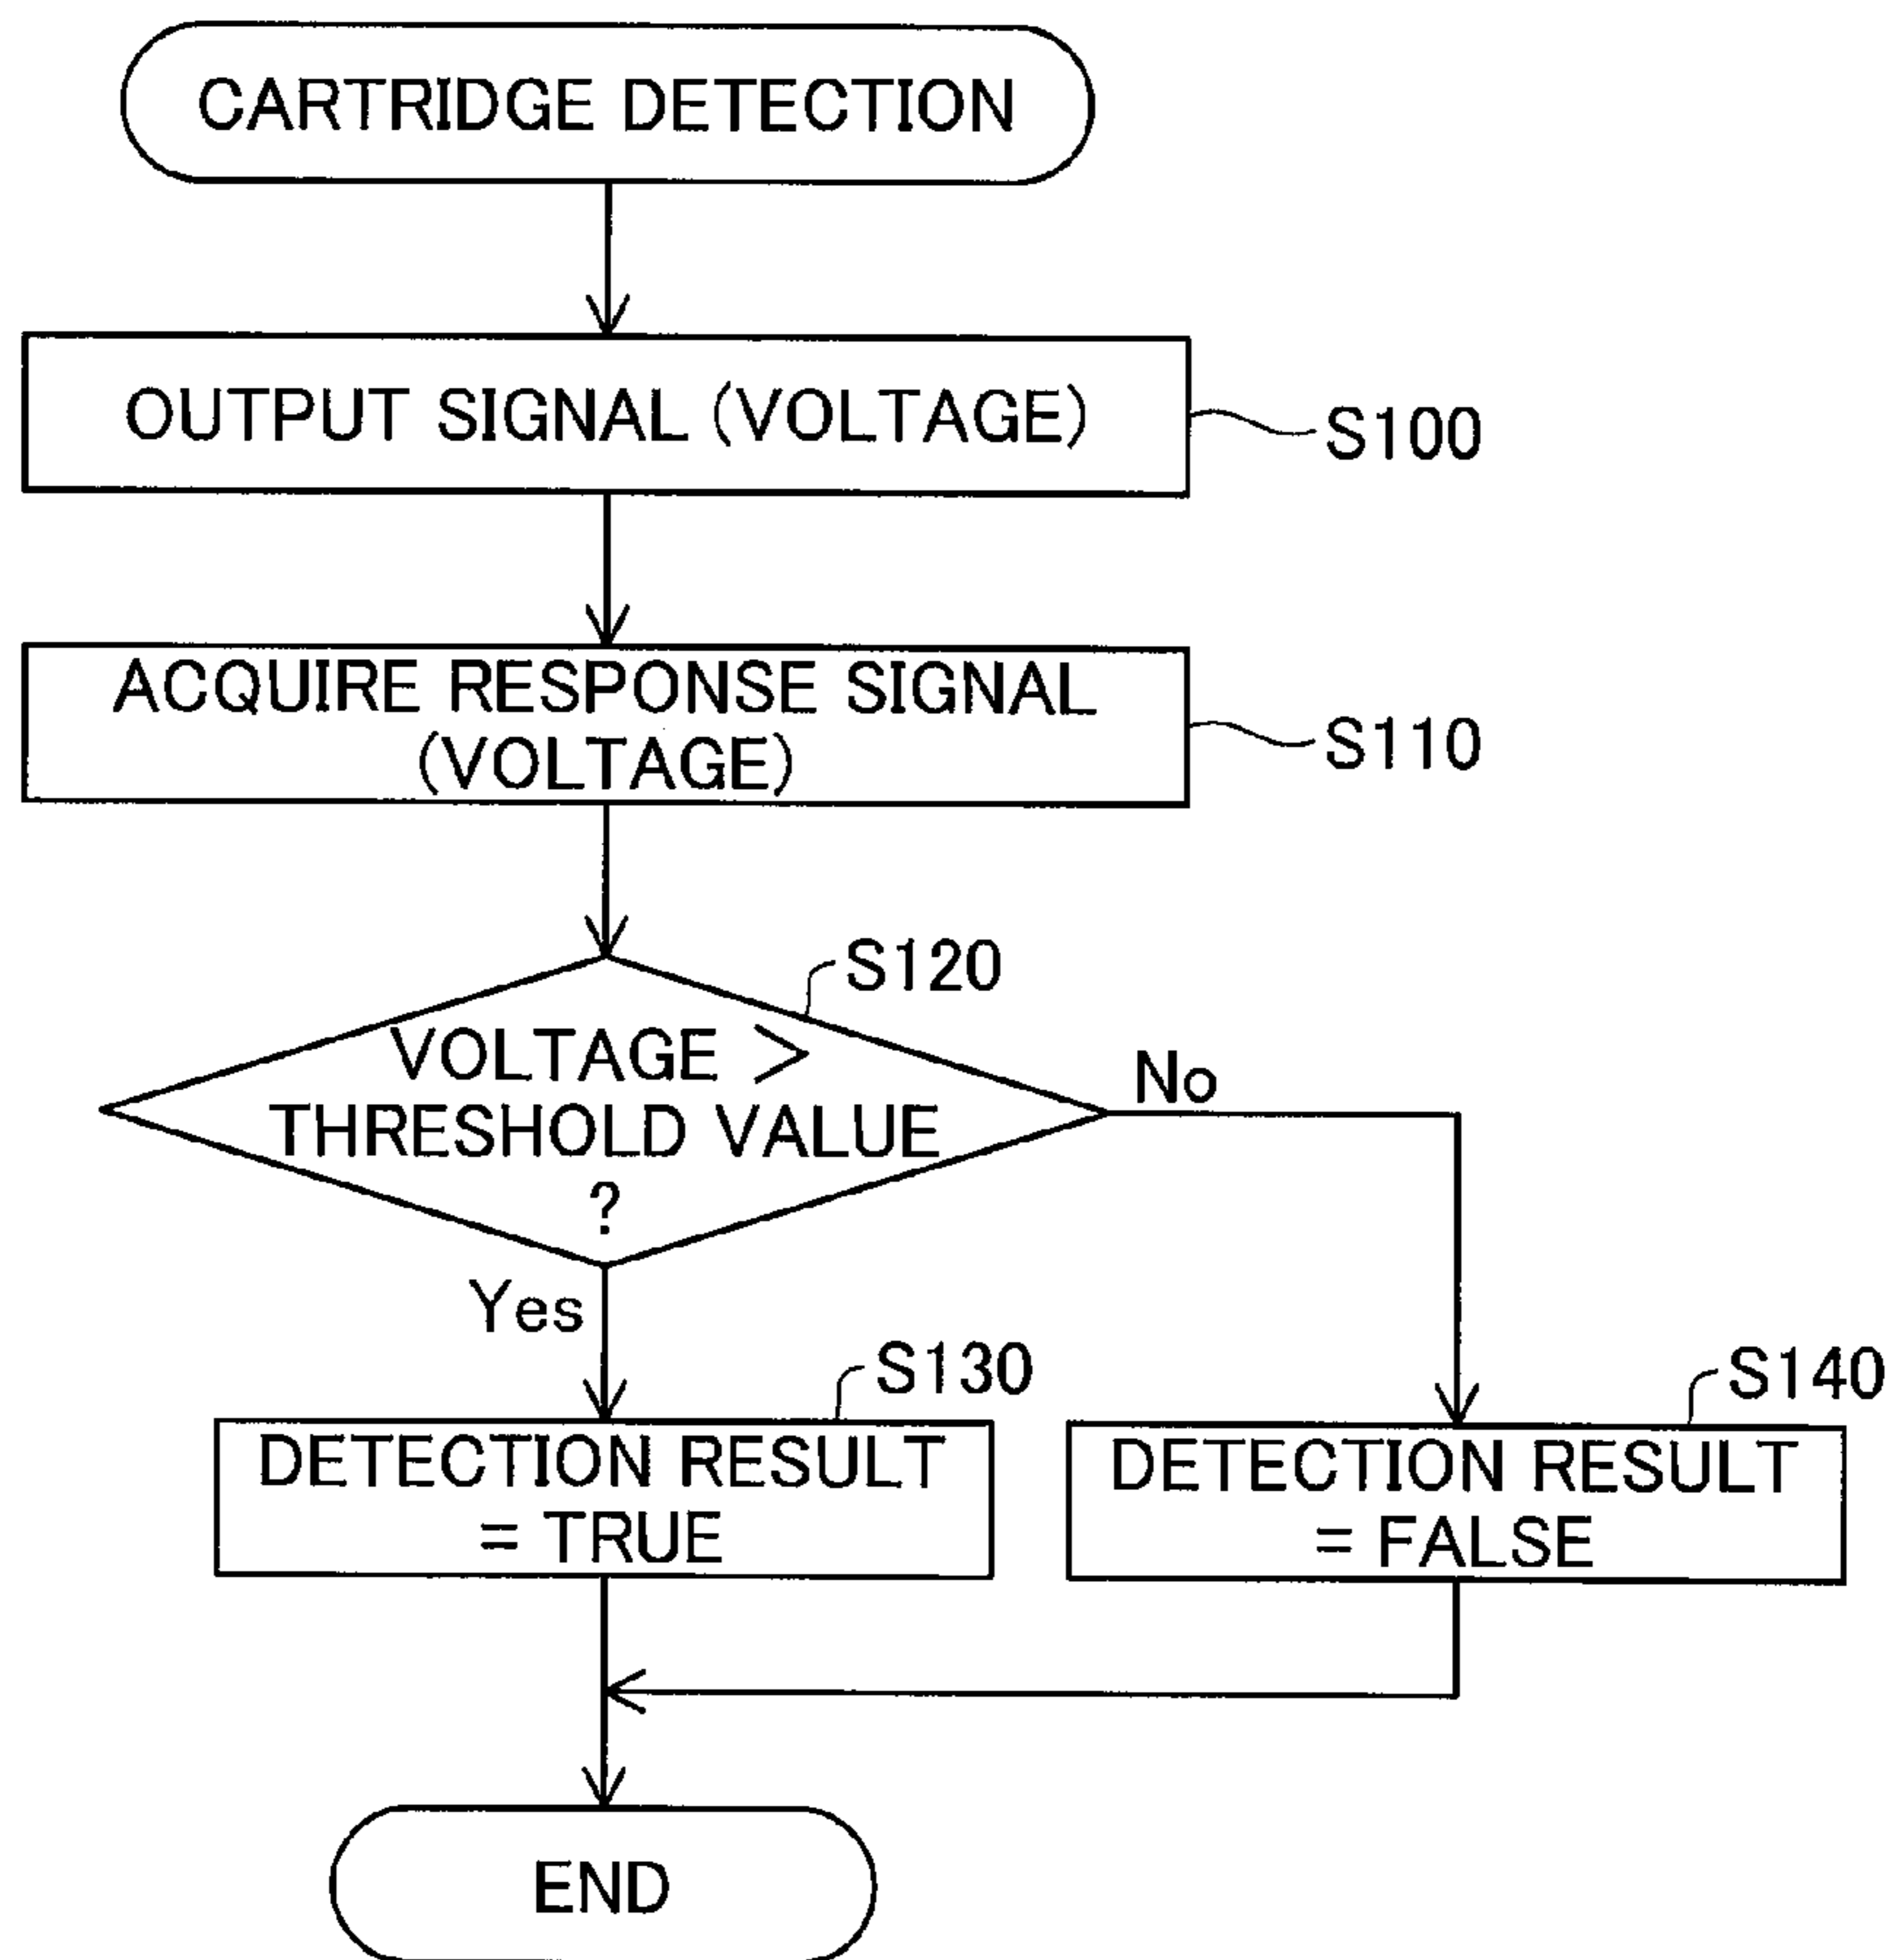 CARTRIDGE DETECTION
OUTPUT SIGNAL (VOLTAGE)
S100
ACQUIRE RESPONSE SIGNAL
(VOLTAGE)
S110
S120
VOLTAGE >
THRESHOLD VALUE
?
No
Yes
S130
DETECTION RESULT
= TRUE
S140
DETECTION RESULT
= FALSE
END